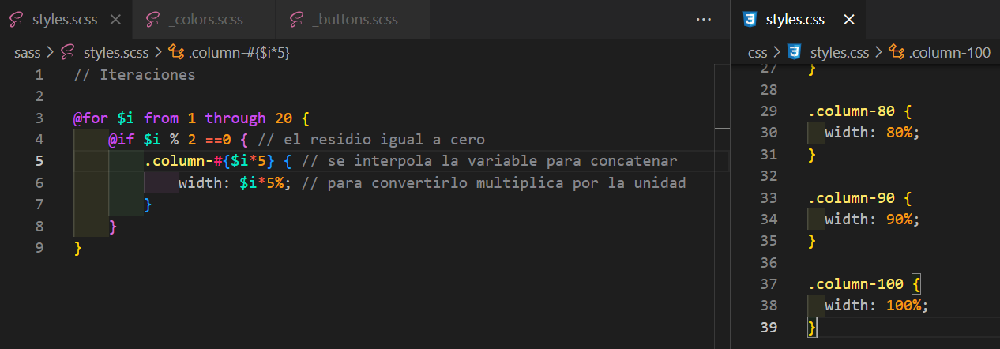 styles.scss
_colors.scss
_buttons.scss
...
sass > styles.scss > .column-#{$i*5}
1 // Iteraciones
2
3 @for $i from 1 through 20 {
4 @if $i % 2 ==0 { // el residio igual a cero
5 .column-#{$i*5} { // se interpola la variable para concatenar
6 width: $i*5%; // para convertirlo multiplica por la unidad
7 }
8 }
9 }
styles.css
css > styles.css > .column-100
27 }
28
29 .column-80 {
30 width: 80%;
31 }
32
33 .column-90 {
34 width: 90%;
35 }
36
37 .column-100 {
38 width: 100%;
39 }